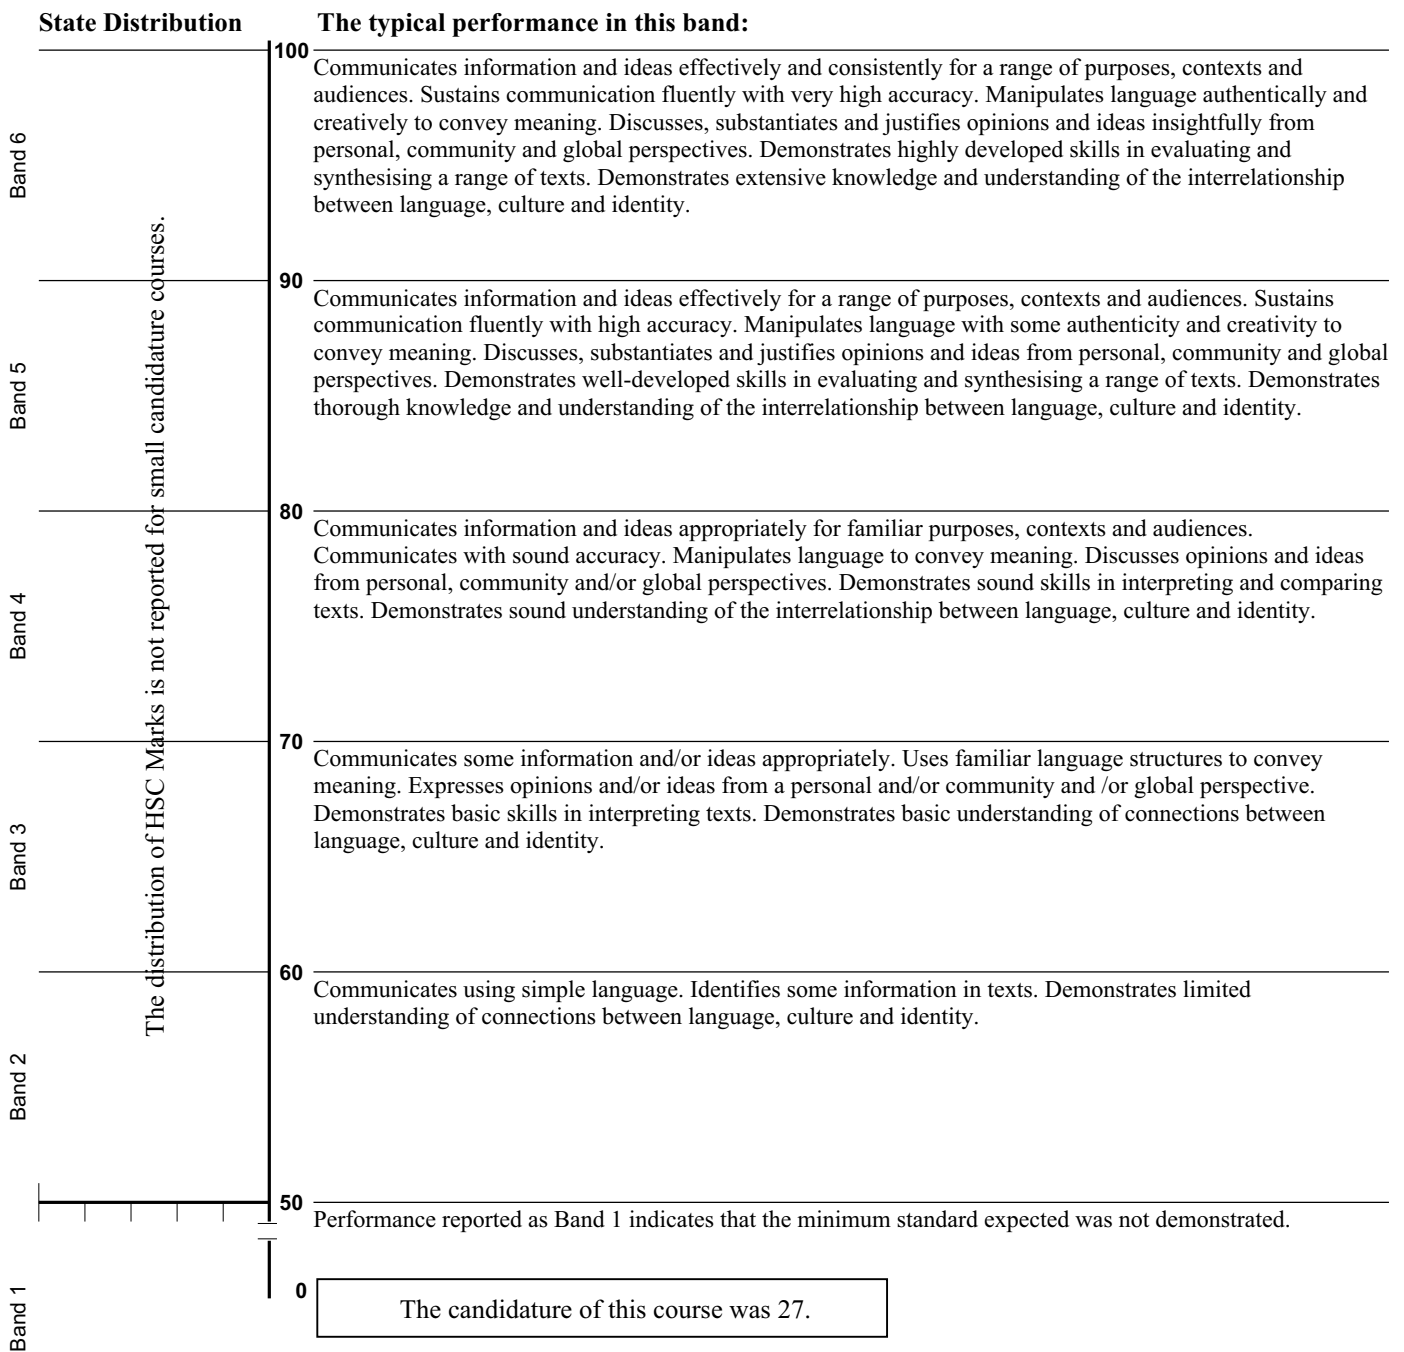 State Distribution
The typical performance in this band:
100
Communicates information and ideas effectively and consistently for a range of purposes, contexts and
audiences. Sustains communication fluently with very high accuracy. Manipulates language authentically and
creatively to convey meaning. Discusses, substantiates and justifies opinions and ideas insightfully from
personal, community and global perspectives. Demonstrates highly developed skills in evaluating and
synthesising a range of texts. Demonstrates extensive knowledge and understanding of the interrelationship
between language, culture and identity.
Band 6
90
Communicates information and ideas effectively for a range of purposes, contexts and audiences. Sustains
communication fluently with high accuracy. Manipulates language with some authenticity and creativity to
convey meaning. Discusses, substantiates and justifies opinions and ideas from personal, community and global
perspectives. Demonstrates well-developed skills in evaluating and synthesising a range of texts. Demonstrates
thorough knowledge and understanding of the interrelationship between language, culture and identity.
Band 5
80
Communicates information and ideas appropriately for familiar purposes, contexts and audiences.
Communicates with sound accuracy. Manipulates language to convey meaning. Discusses opinions and ideas
from personal, community and/or global perspectives. Demonstrates sound skills in interpreting and comparing
texts. Demonstrates sound understanding of the interrelationship between language, culture and identity.
Band 4
The distribution of HSC Marks is not reported for small candidature courses.
70
Communicates some information and/or ideas appropriately. Uses familiar language structures to convey
meaning. Expresses opinions and/or ideas from a personal and/or community and /or global perspective.
Demonstrates basic skills in interpreting texts. Demonstrates basic understanding of connections between
language, culture and identity.
Band 3
60
Communicates using simple language. Identifies some information in texts. Demonstrates limited
understanding of connections between language, culture and identity.
Band 2
50
Performance reported as Band 1 indicates that the minimum standard expected was not demonstrated.
0
Band 1
The candidature of this course was 27.